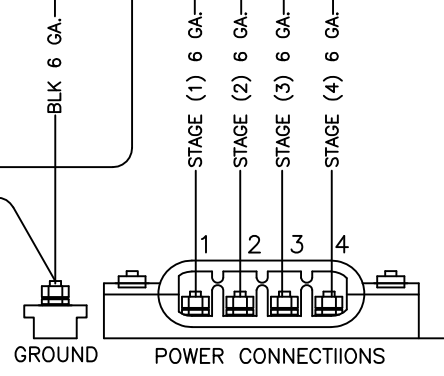 BLK 6 GA.
STAGE (1) 6 GA.
STAGE (2) 6 GA.
STAGE (3) 6 GA.
STAGE (4) 6 GA.
1 2 3 4
GROUND
POWER CONNECTIIONS